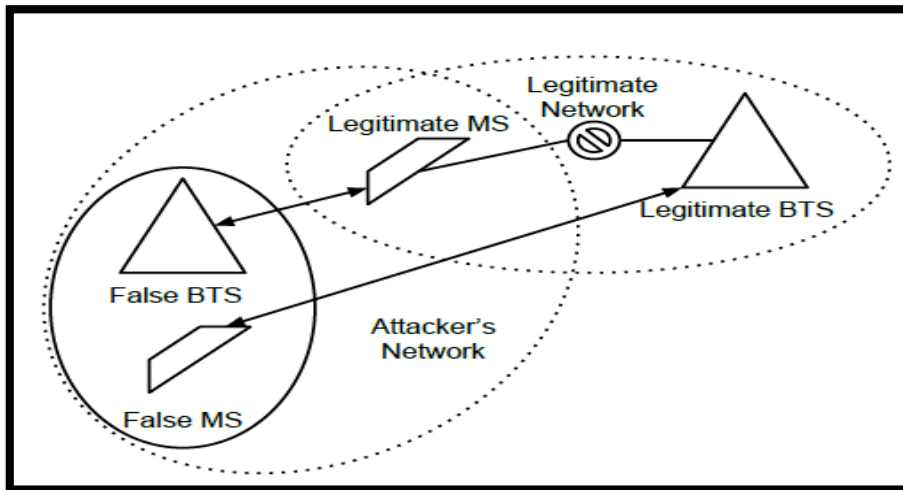 Legitimate
Network
Legitimate MS
Legitimate BTS
False BTS
Attacker's
Network
False MS